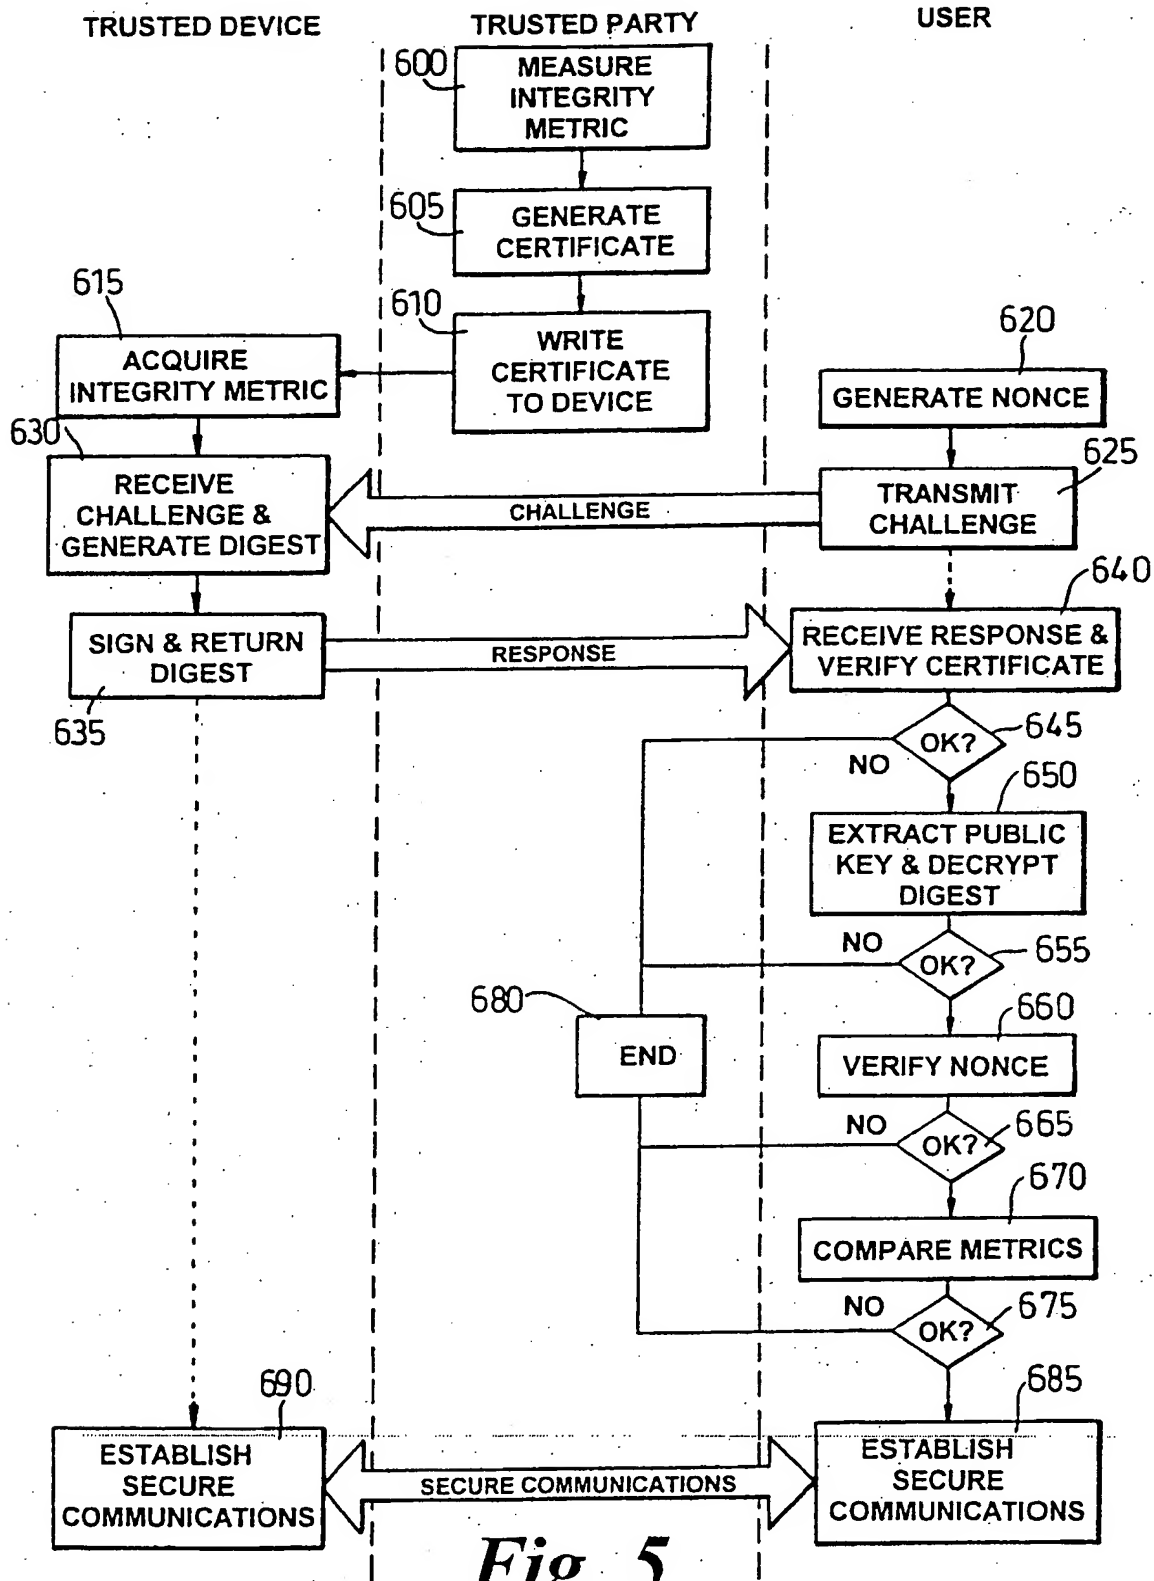 TRUSTED DEVICE
TRUSTED PARTY
USER
600
MEASURE
INTEGRITY
METRIC
605
GENERATE
CERTIFICATE
615
610
ACQUIRE
INTEGRITY METRIC
WRITE
CERTIFICATE
TO DEVICE
620
GENERATE NONCE
630
RECEIVE
CHALLENGE &
GENERATE DIGEST
CHALLENGE
625
TRANSMIT
CHALLENGE
640
SIGN & RETURN
DIGEST
635
RESPONSE
RECEIVE RESPONSE &
VERIFY CERTIFICATE
OK?
645
NO
650
EXTRACT PUBLIC
KEY & DECRYPT
DIGEST
NO
OK?
655
680
END
660
VERIFY NONCE
NO
OK?
665
670
COMPARE METRICS
NO
OK?
675
690
685
ESTABLISH
SECURE
COMMUNICATIONS
SECURE COMMUNICATIONS
ESTABLISH
SECURE
COMMUNICATIONS
Fig. 5